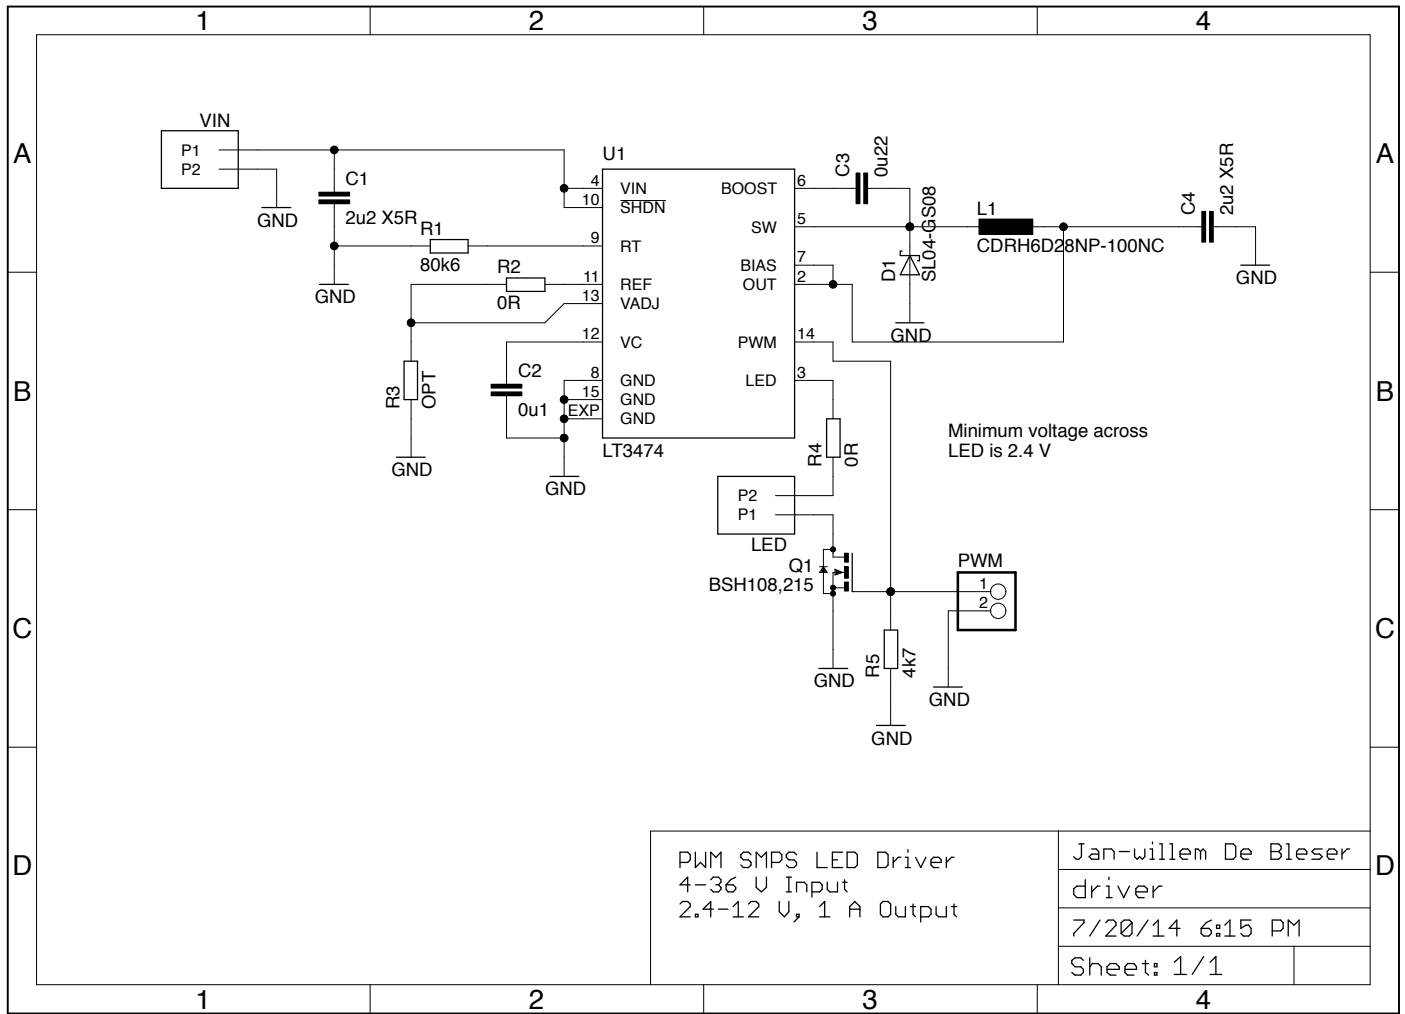 1 2 3 4
A
B
C
D
A
B
C
D
1 2 3 4
VIN
P1
P2
GND
C1
2u2 X5R
GND
R1
80k6
R2
0R
R3
OPT
GND
C2
0u1
GND
U1
4 VIN
10 SHDN
9 RT
11 REF
13 VADJ
12 VC
8 GND
15 GND
EXP GND
BOOST 6
SW 5
BIAS 7
OUT 2
PWM 14
LED 3
LT3474
C3
0u22
D1
SL04-GS08
GND
L1
CDRH6D28NP-100NC
C4
2u2 X5R
GND
R4
0R
Minimum voltage across
LED is 2.4 V
P2
P1
LED
Q1
BSH108,215
GND
PWM
1
2
GND
R5
4k7
GND
PWM SMPS LED Driver
4-36 V Input
2.4-12 V, 1 A Output
Jan-willem De Bleser
driver
7/20/14 6:15 PM
Sheet: 1/1